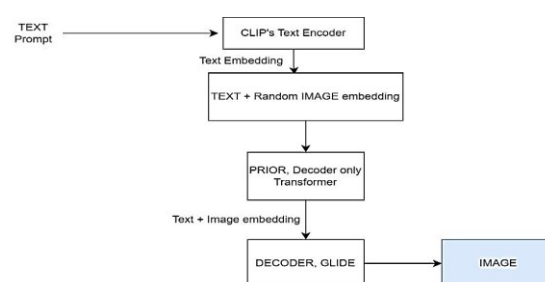 TEXT
Prompt
CLIP's Text Encoder
Text Embedding
TEXT + Random IMAGE embedding
PRIOR, Decoder only
Transformer
Text + Image embedding
DECODER, GLIDE
IMAGE